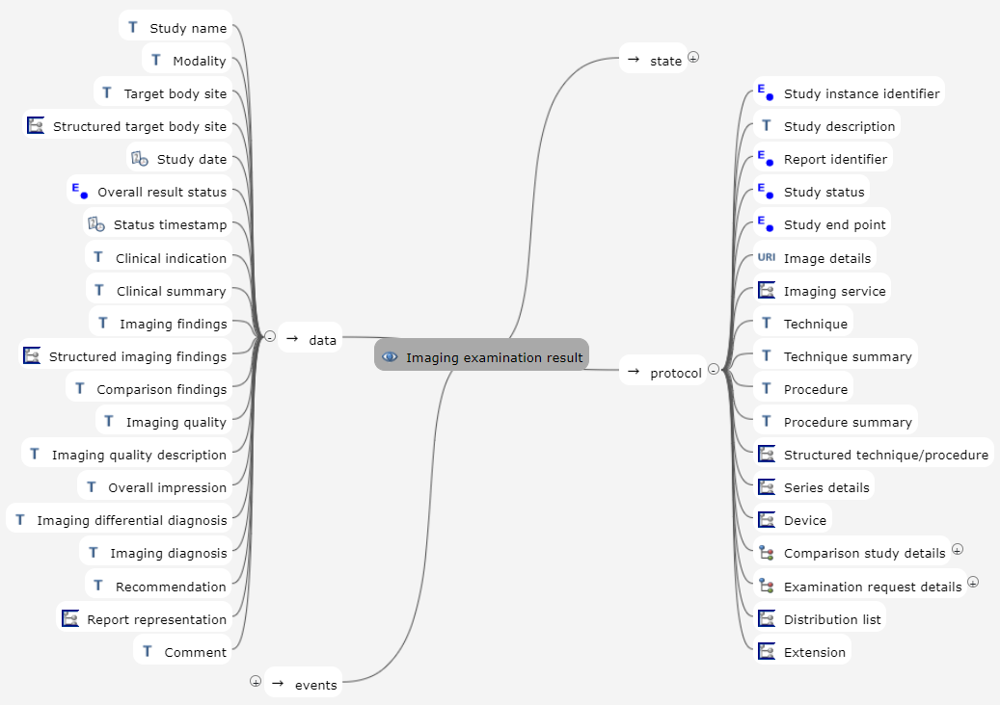 Study name
Modality
Target body site
Structured target body site
Study date
Overall result status
Status timestamp
Clinical indication
Clinical summary
Imaging findings
Structured imaging findings
Comparison findings
Imaging quality
Imaging quality description
Overall impression
Imaging differential diagnosis
Imaging diagnosis
Recommendation
Report representation
Comment
→ data
→ events
Imaging examination result
→ state
→ protocol
Study instance identifier
Study description
Report identifier
Study status
Study end point
URI Image details
Imaging service
Technique
Technique summary
Procedure
Procedure summary
Structured technique/procedure
Series details
Device
Comparison study details
Examination request details
Distribution list
Extension